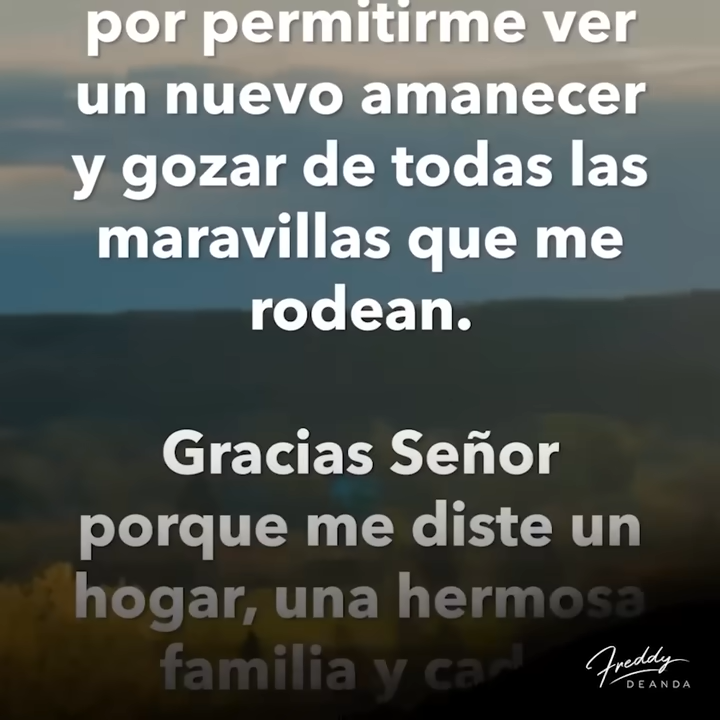 por permitirme ver
un nuevo amanecer
y gozar de todas las
maravillas que me
rodean.
Gracias Señor
porque me diste un
hogar, una hermosa
familia y
Freddy
DEANDA